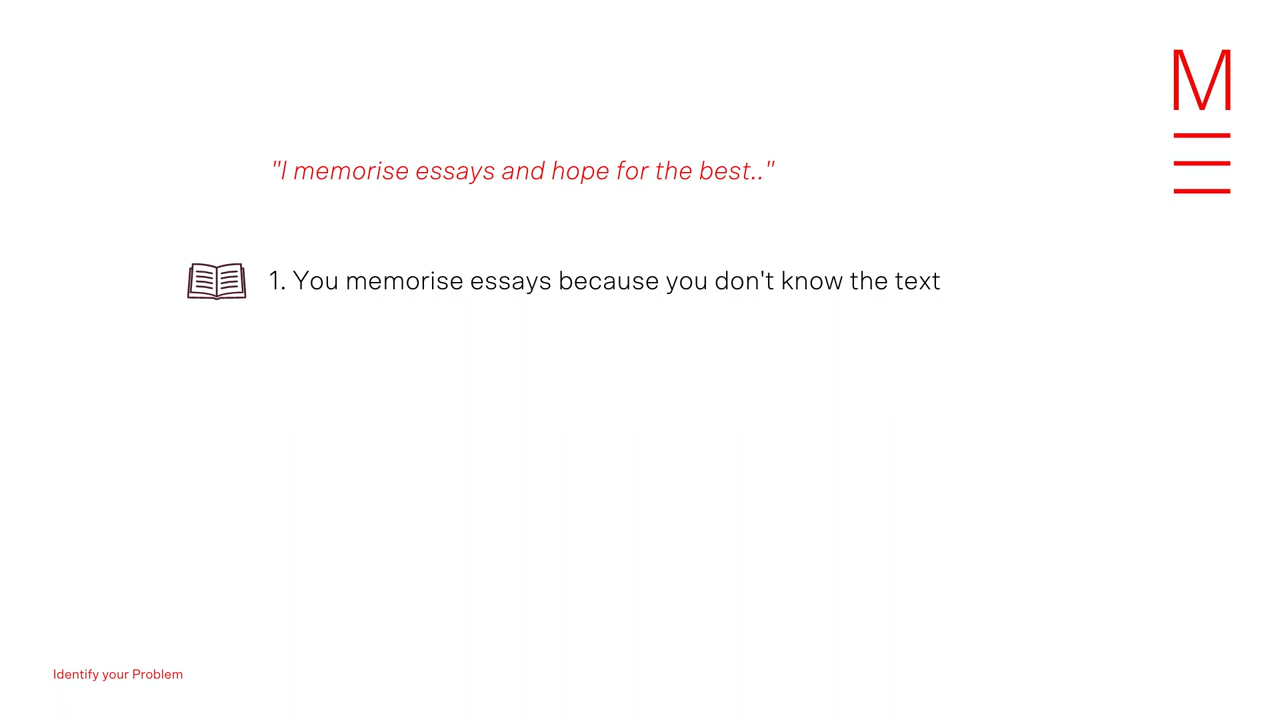 M
"I memorise essays and hope for the best.."
1. You memorise essays because you don't know the text
Identify your Problem